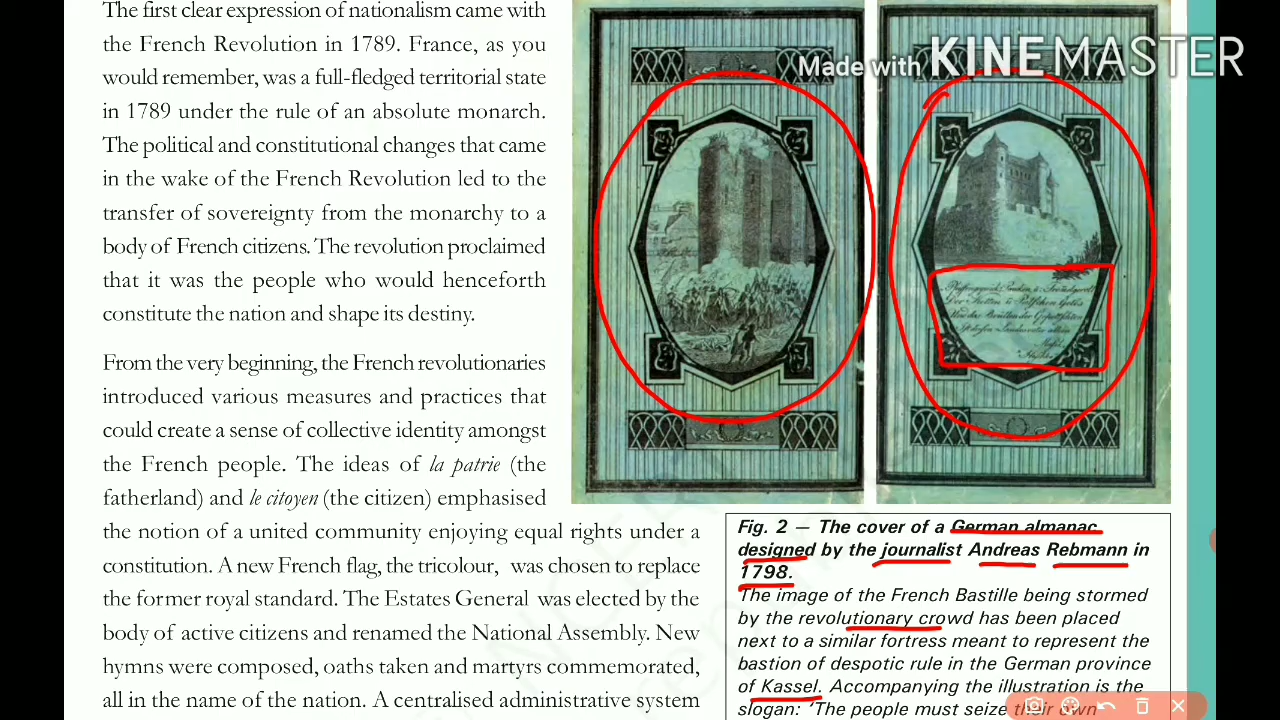 The first clear expression of nationalism came with
the French Revolution in 1789. France, as you
would remember, was a full-fledged territorial state
in 1789 under the rule of an absolute monarch.
The political and constitutional changes that came
in the wake of the French Revolution led to the
transfer of sovereignty from the monarchy to a
body of French citizens. The revolution proclaimed
that it was the people who would henceforth
constitute the nation and shape its destiny.
From the very beginning, the French revolutionaries
introduced various measures and practices that
could create a sense of collective identity amongst
the French people. The ideas of la patrie (the
fatherland) and le citoyen (the citizen) emphasised
the notion of a united community enjoying equal rights under a
constitution. A new French flag, the tricolour, was chosen to replace
the former royal standard. The Estates General was elected by the
body of active citizens and renamed the National Assembly. New
hymns were composed, oaths taken and martyrs commemorated,
all in the name of the nation. A centralised administrative system
Made with KINEMASTER
Fig. 2 — The cover of a German almanac
designed by the journalist Andreas Rebmann in
1798.
The image of the French Bastille being stormed
by the revolutionary crowd has been placed
next to a similar fortress meant to represent the
bastion of despotic rule in the German province
of Kassel. Accompanying the illustration is the
slogan: ‘The people must seize their own